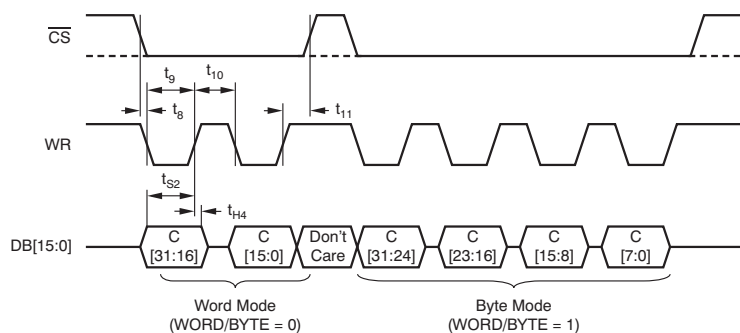 CS
t9
t10
t8
t11
WR
tS2
tH4
DB[15:0]
C [31:16]
C [15:0]
Don't Care
C [31:24]
C [23:16]
C [15:8]
C [7:0]
Word Mode
(WORD/BYTE = 0)
Byte Mode
(WORD/BYTE = 1)